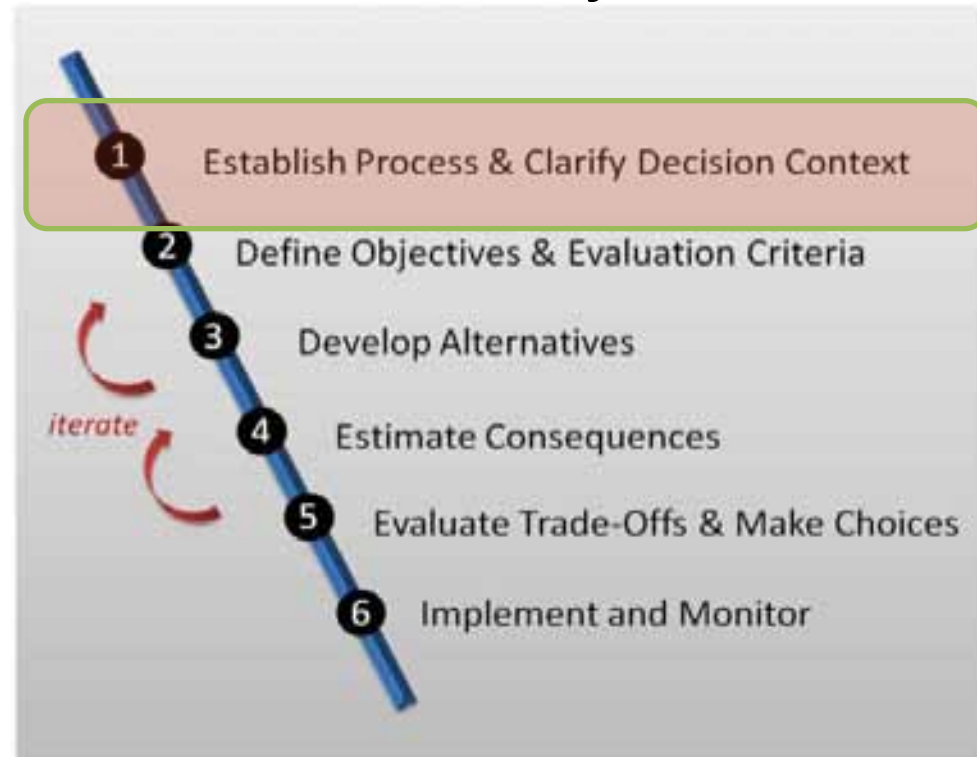 1 Establish Process & Clarify Decision Context
2 Define Objectives & Evaluation Criteria
3 Develop Alternatives
iterate
4 Estimate Consequences
5 Evaluate Trade-Offs & Make Choices
6 Implement and Monitor